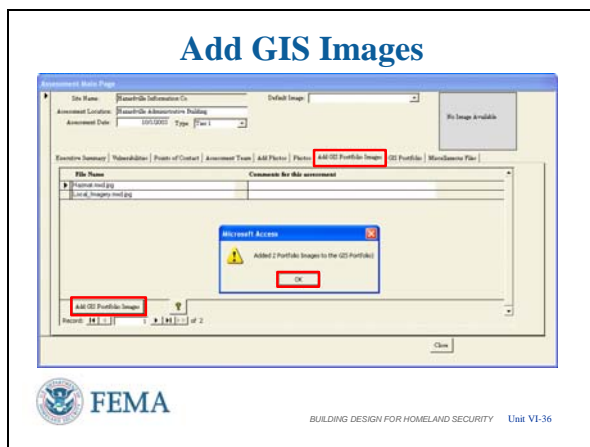 Add GIS Images
Assessment Main Page
Site Name: Hazardville Information Co.
Default Image:
No Image Available
Assessment Location: Hazardville Administrative Building
Assessment Date: 10/1/2003 Type Tier 1
Executive Summary Vulnerabilities Points of Contact Assessment Team Add Photos Photos Add GIS Portfolio Images GIS Portfolio Miscellaneous Files
File Name Comments for this assessment
Hazmat.mxd.jpg
Local_Imagery.mxd.jpg
Microsoft Access
Added 2 Portfolio Images to the GIS Portfolio)
OK
Add GIS Portfolio Images ?
Record: 1 of 2
Close
FEMA
BUILDING DESIGN FOR HOMELAND SECURITY Unit VI-36